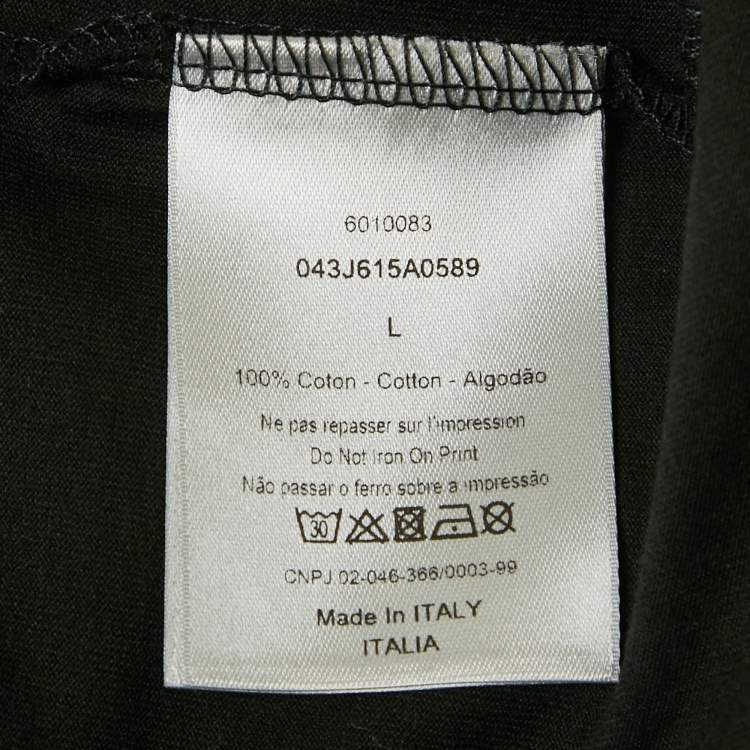 6010083
043J615A0589
L
100% Coton - Cotton - Algodão
Ne pas repasser sur l'impression
Do Not Iron On Print
Não passar o ferro sobre a impressão
30
CNPJ 02-046-366/0003-99
Made In ITALY
ITALIA